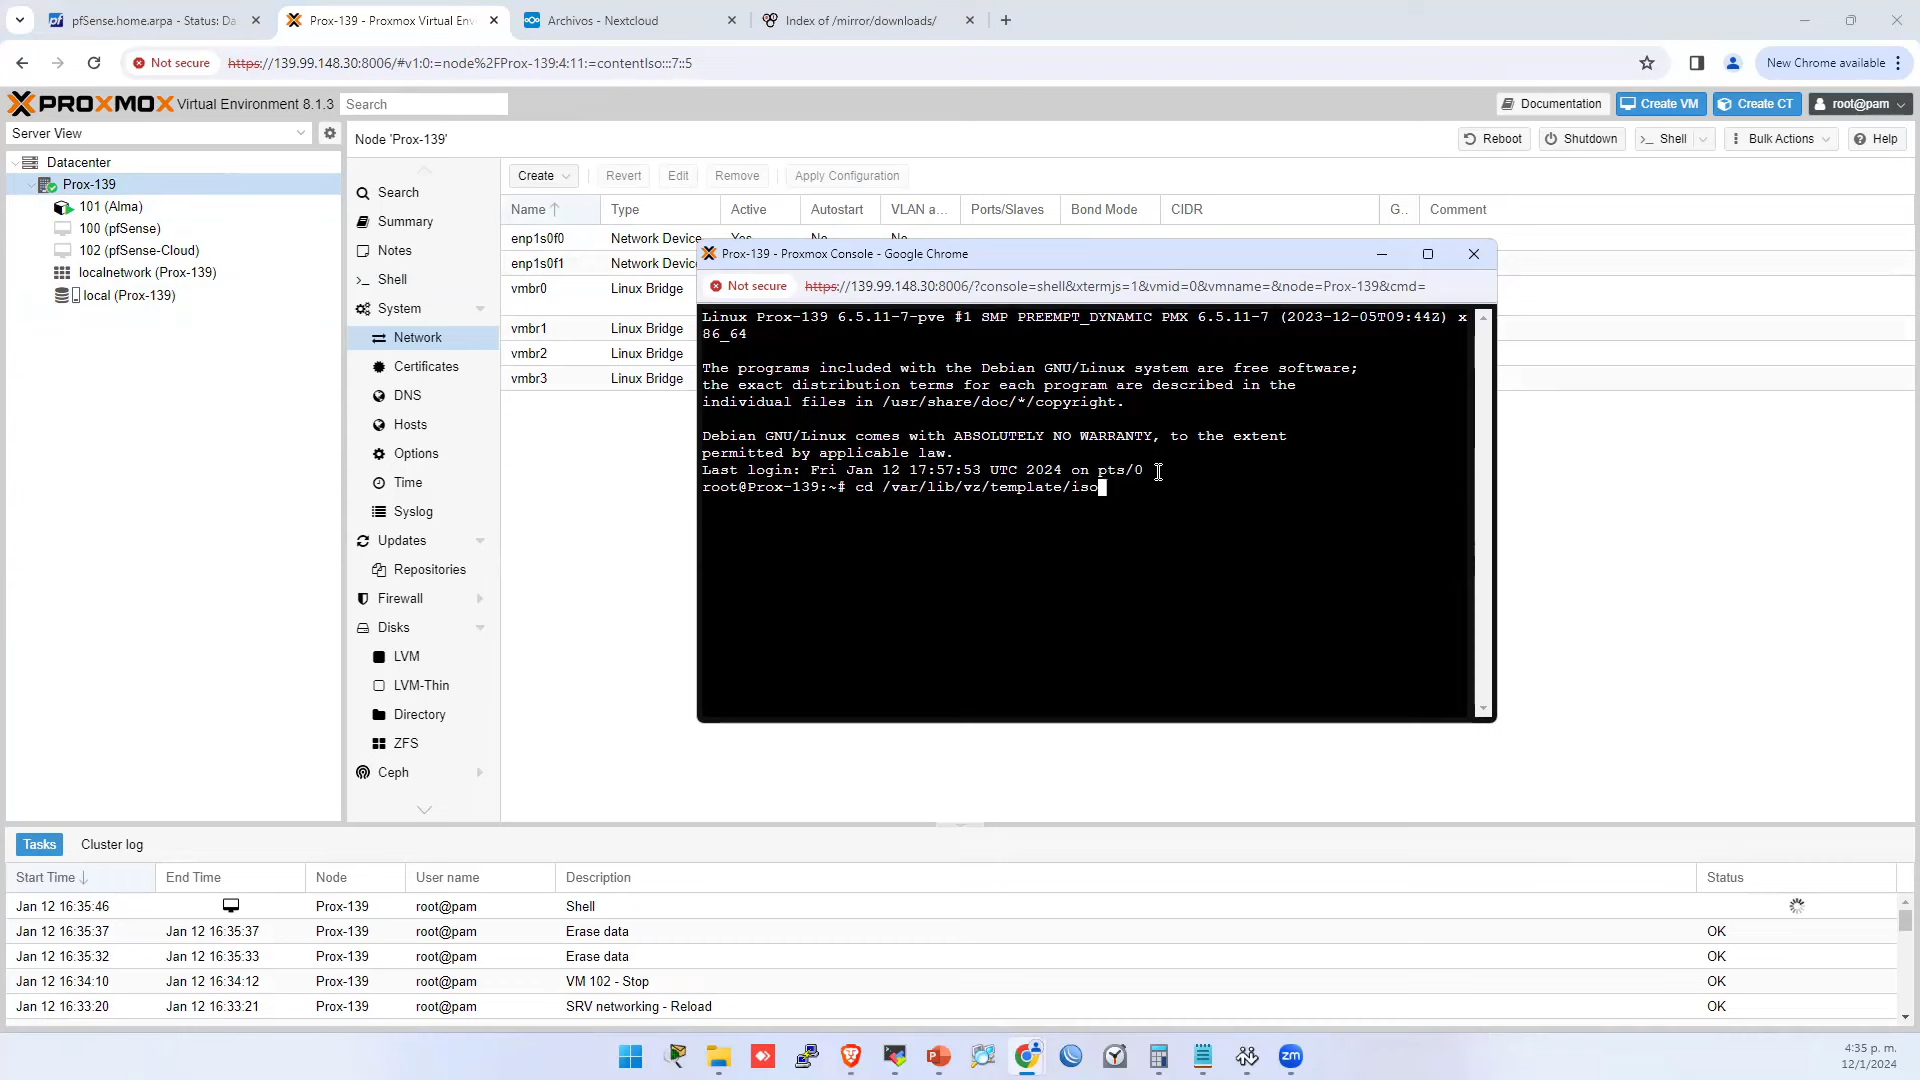 pfSense.home.arpa - Status: Da
Prox-139 - Proxmox Virtual Env
Archivos - Nextcloud
Index of /mirror/downloads/
Not secure
https://139.99.148.30:8006/#v1:0:=node%2FProx-139:4:11:=contentIso:::7::5
New Chrome available
PROXMOX Virtual Environment 8.1.3
Search
Documentation
Create VM
Create CT
root@pam
Server View
Node 'Prox-139'
Reboot
Shutdown
Shell
Bulk Actions
Help
Datacenter
Prox-139
101 (Alma)
100 (pfSense)
102 (pfSense-Cloud)
localnetwork (Prox-139)
local (Prox-139)
Search
Summary
Notes
Shell
System
Network
Certificates
DNS
Hosts
Options
Time
Syslog
Updates
Repositories
Firewall
Disks
LVM
LVM-Thin
Directory
ZFS
Ceph
Create
Revert
Edit
Remove
Apply Configuration
Name
Type
Active
Autostart
VLAN a...
Ports/Slaves
Bond Mode
CIDR
G..
Comment
enp1s0f0
Network Device
Yes
No
No
enp1s0f1
Network Devic
vmbr0
Linux Bridge
vmbr1
Linux Bridge
vmbr2
Linux Bridge
vmbr3
Linux Bridge
Prox-139 - Proxmox Console - Google Chrome
Not secure
https://139.99.148.30:8006/?console=shell&xtermjs=1&vmid=0&vmname=&node=Prox-139&cmd=
Linux Prox-139 6.5.11-7-pve #1 SMP PREEMPT_DYNAMIC PMX 6.5.11-7 (2023-12-05T09:44Z) x
86_64
The programs included with the Debian GNU/Linux system are free software;
the exact distribution terms for each program are described in the
individual files in /usr/share/doc/*/copyright.
Debian GNU/Linux comes with ABSOLUTELY NO WARRANTY, to the extent
permitted by applicable law.
Last login: Fri Jan 12 17:57:53 UTC 2024 on pts/0
root@Prox-139:~# cd /var/lib/vz/template/iso
Tasks
Cluster log
Start Time
End Time
Node
User name
Description
Status
Jan 12 16:35:46
Prox-139
root@pam
Shell
Jan 12 16:35:37
Jan 12 16:35:37
Prox-139
root@pam
Erase data
OK
Jan 12 16:35:32
Jan 12 16:35:33
Prox-139
root@pam
Erase data
OK
Jan 12 16:34:10
Jan 12 16:34:12
Prox-139
root@pam
VM 102 - Stop
OK
Jan 12 16:33:20
Jan 12 16:33:21
Prox-139
root@pam
SRV networking - Reload
OK
zm
4:35 p. m.
12/1/2024